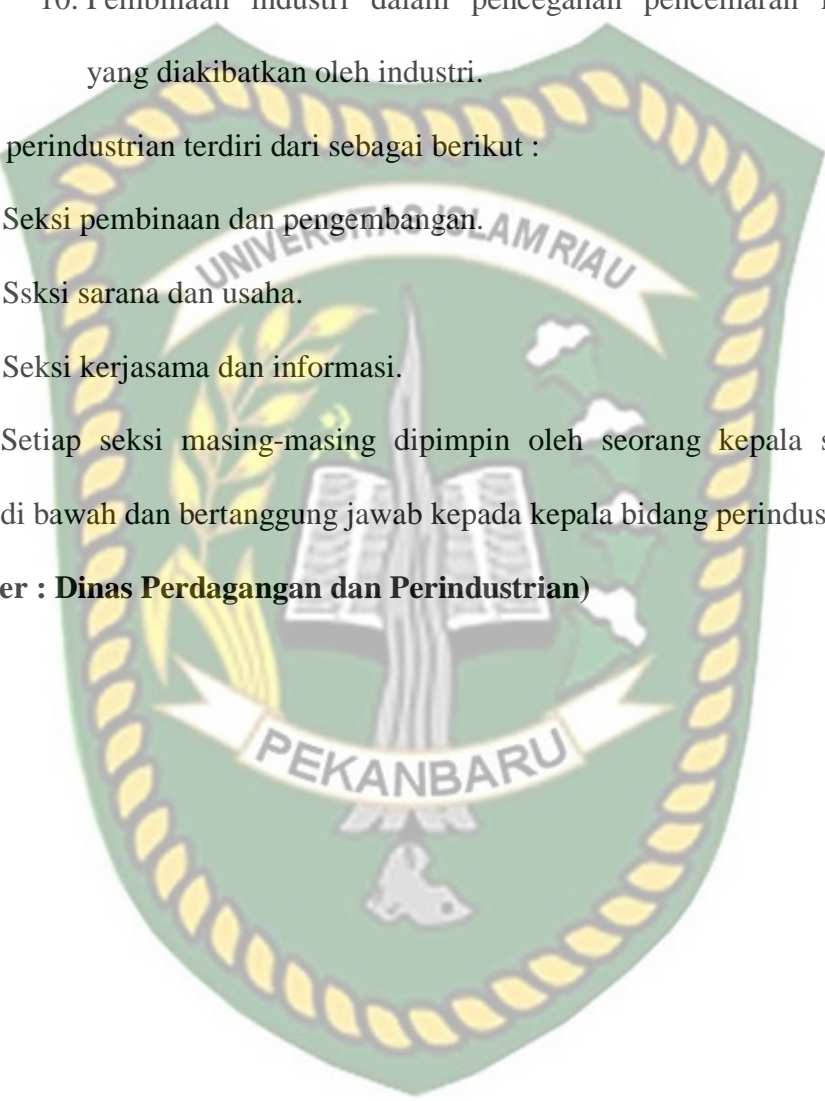 10. Pembinaan industri dalam pencegahan pencemaran
yang diakibatkan oleh industri.
perindustrian terdiri dari sebagai berikut :
Seksi pembinaan dan pengembangan.
UNIVERSITAS ISLAM RIAU
Ssksi sarana dan usaha.
Seksi kerjasama dan informasi.
Setiap seksi masing-masing dipimpin oleh seorang kepala
di bawah dan bertanggung jawab kepada kepala bidang
er : Dinas Perdagangan dan Perindustrian)
PEKANBARU